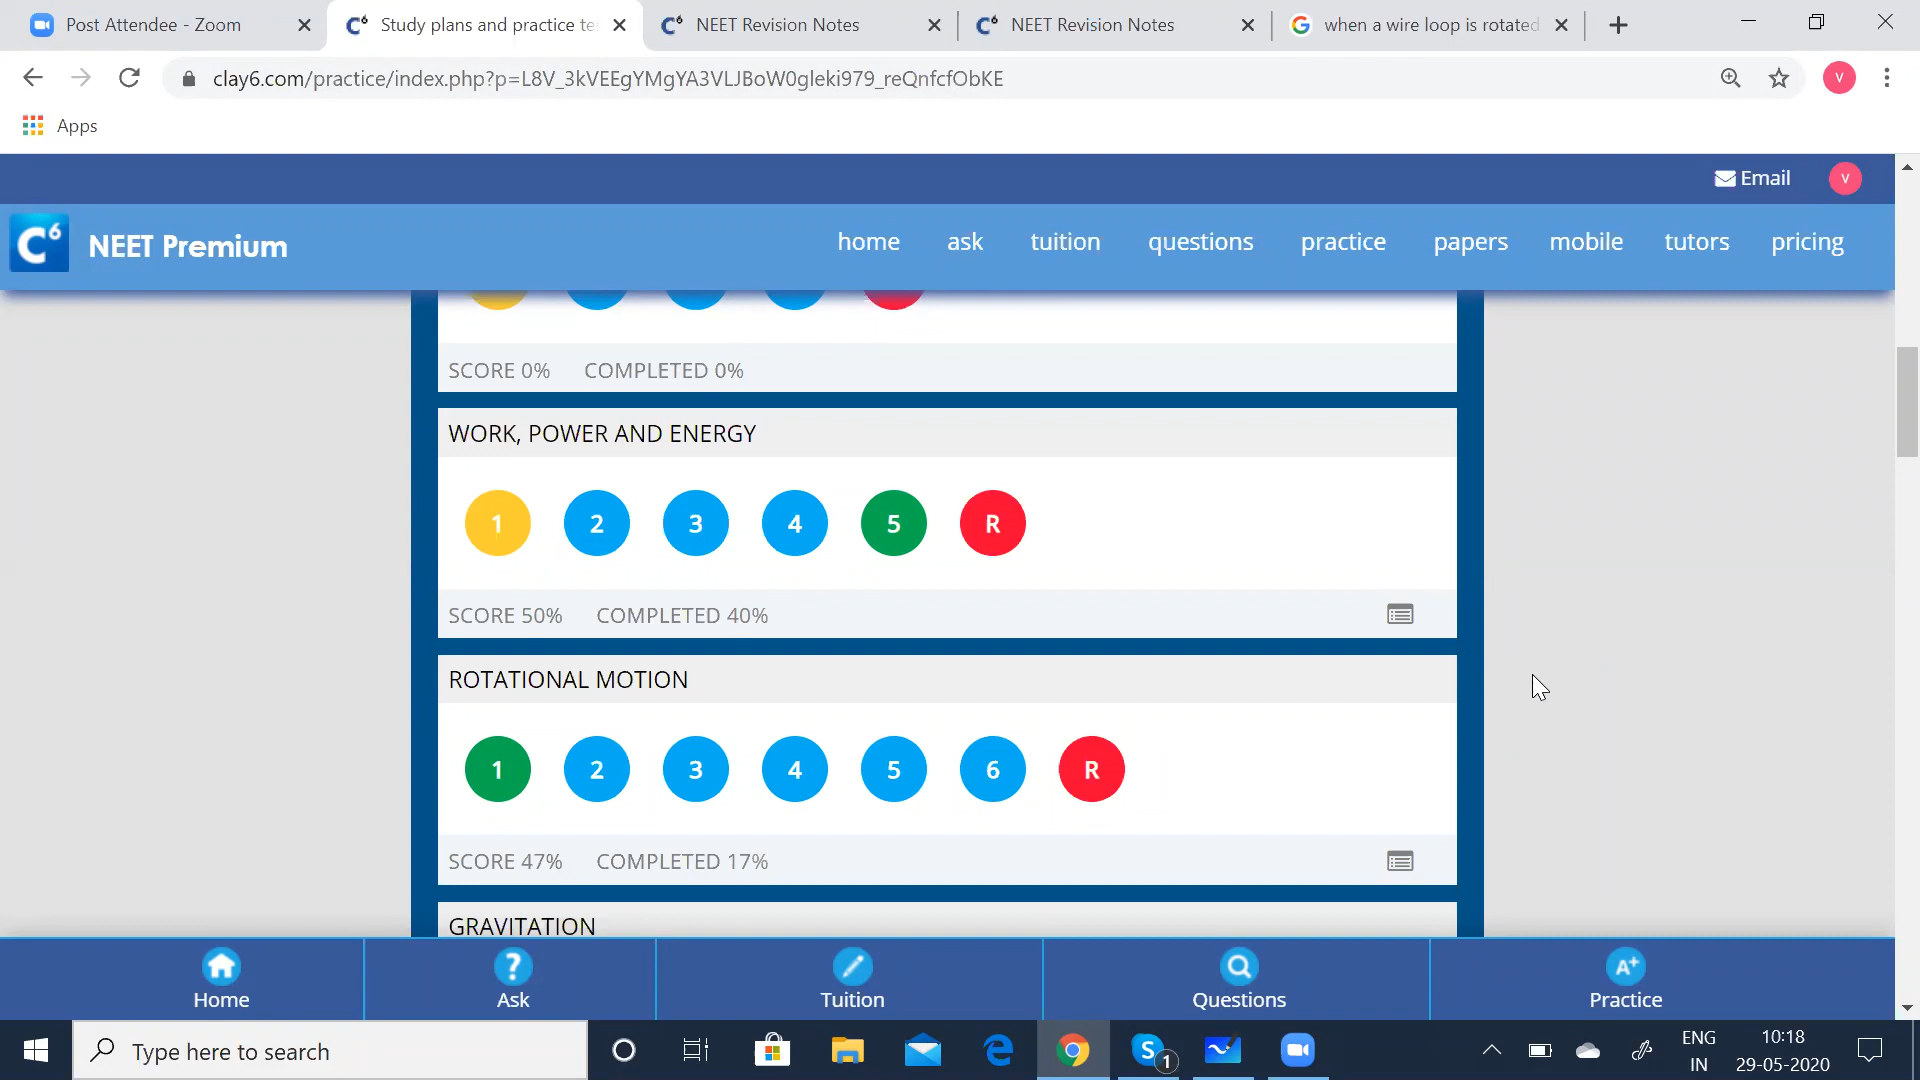 Post Attendee - Zoom
Study plans and practice te
NEET Revision Notes
NEET Revision Notes
when a wire loop is rotated
clay6.com/practice/index.php?p=L8V_3kVEEgYMgYA3VLJBoW0gleki979_reQnfcfObKE
V
Apps
Email
V
C6 NEET Premium
home ask tuition questions practice papers mobile tutors pricing
SCORE 0% COMPLETED 0%
WORK, POWER AND ENERGY
1 2 3 4 5 R
SCORE 50% COMPLETED 40%
ROTATIONAL MOTION
1 2 3 4 5 6 R
SCORE 47% COMPLETED 17%
GRAVITATION
Home Ask Tuition Questions Practice
Type here to search
ENG
IN
10:18
29-05-2020